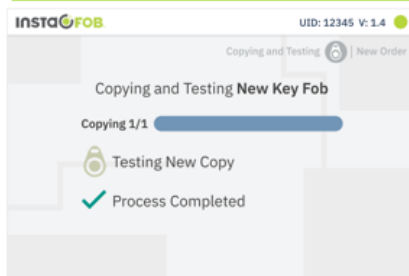 INSTAFOB
UID: 12345 V: 1.4
Copying and Testing | New Order
Copying and Testing New Key Fob
Copying 1/1
Testing New Copy
Process Completed